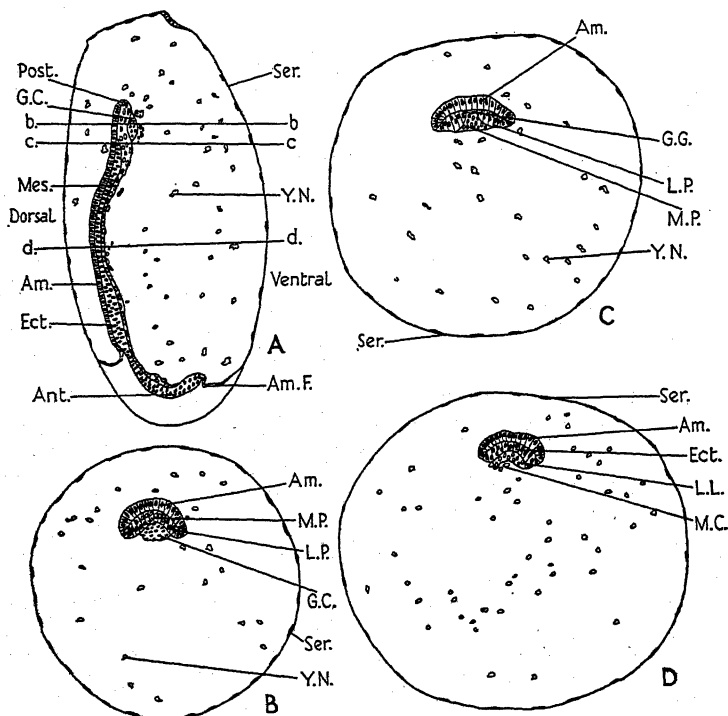 Post.
G.C.
b. b
c. c
Mes.
Dorsal
d. d.
Am.
Ect.
Ant.
Ser.
Y.N.
Ventral
A
Am.F.
Am.
G.G.
L.P.
M.P.
Y.N.
C
Ser.
Am.
M.P.
L.P.
G.C.
Ser.
Y.N.
B
Ser.
Am.
Ect.
L.L.
M.C.
D